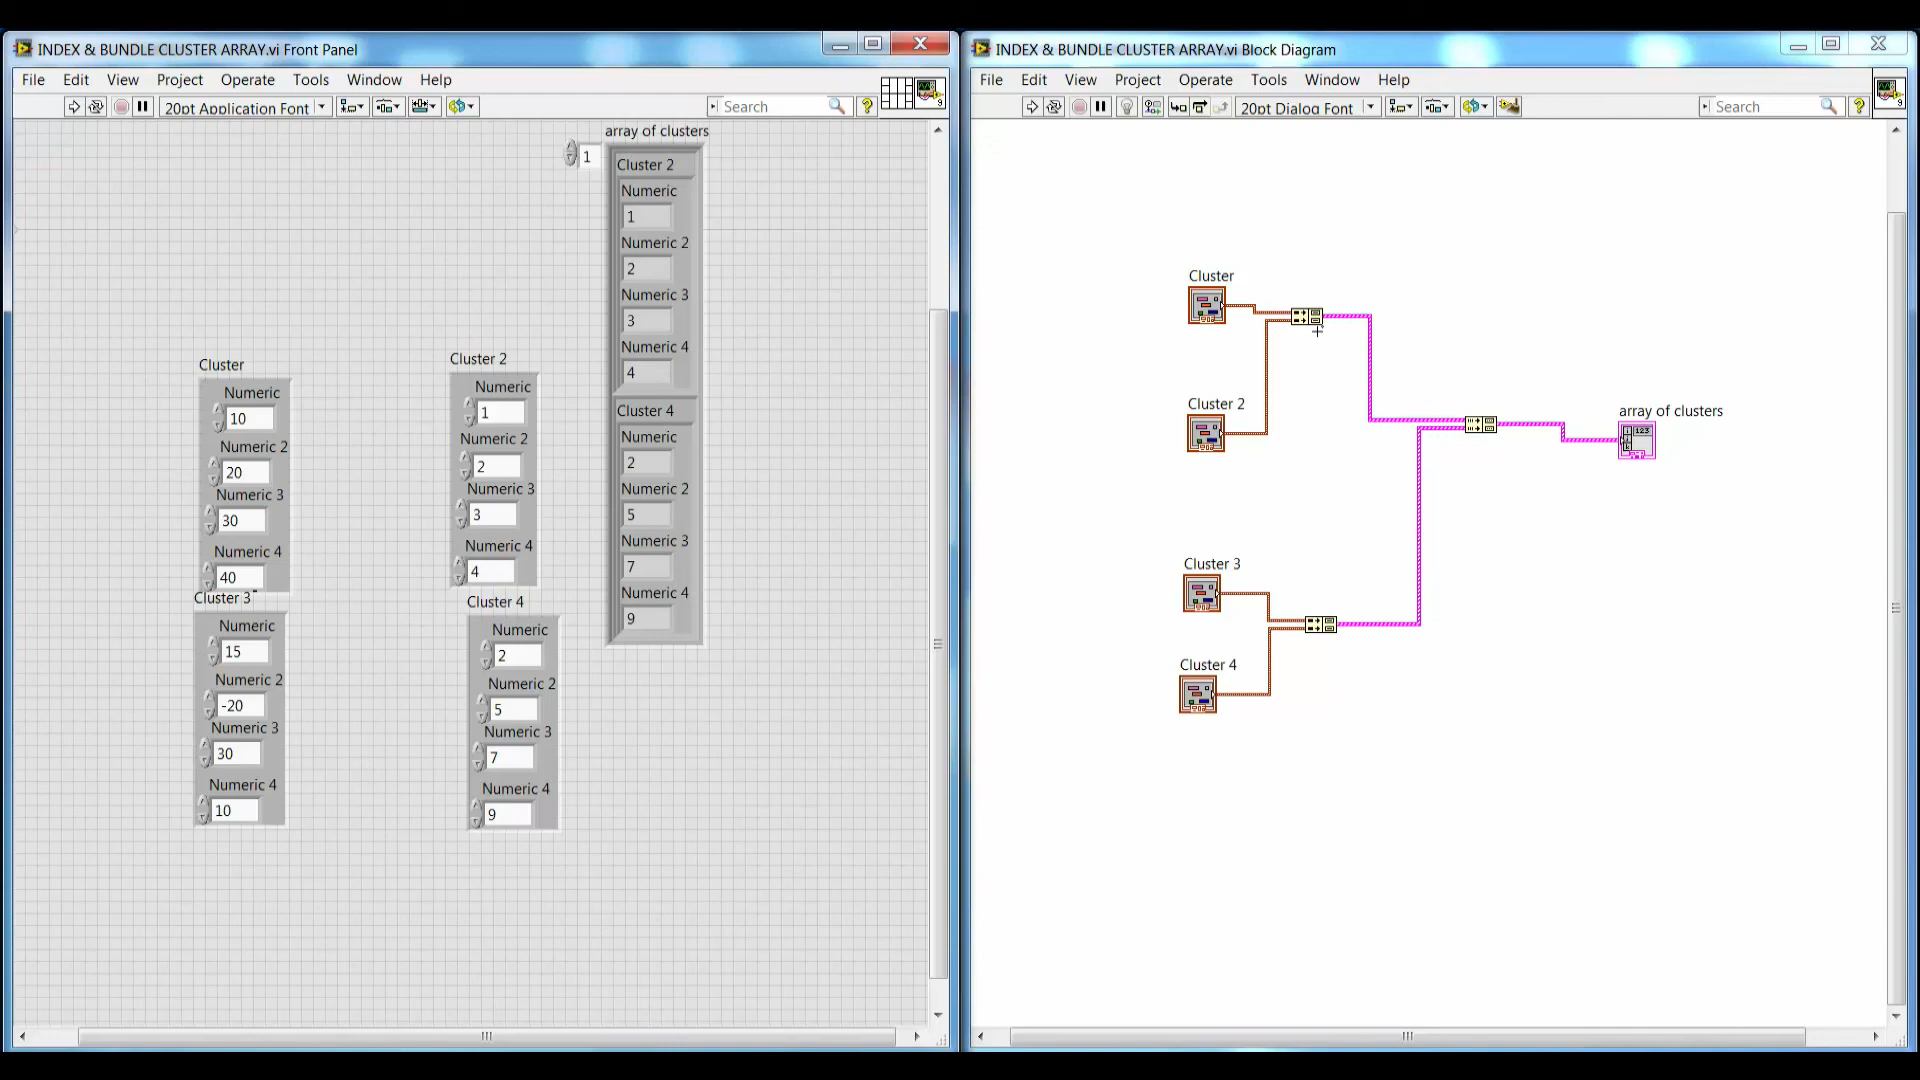 INDEX & BUNDLE CLUSTER ARRAY.vi Front Panel
File Edit View Project Operate Tools Window Help
20pt Application Font
Search
?
9
array of clusters
1
Cluster 2
Numeric
1
Numeric 2
2
Numeric 3
3
Numeric 4
4
Cluster 4
Numeric
2
Numeric 2
5
Numeric 3
7
Numeric 4
9
Cluster
Numeric
10
Numeric 2
20
Numeric 3
30
Numeric 4
40
Cluster 2
Numeric
1
Numeric 2
2
Numeric 3
3
Numeric 4
4
Cluster 3
Numeric
15
Numeric 2
-20
Numeric 3
30
Numeric 4
10
Cluster 4
Numeric
2
Numeric 2
5
Numeric 3
7
Numeric 4
9
INDEX & BUNDLE CLUSTER ARRAY.vi Block Diagram
File Edit View Project Operate Tools Window Help
20pt Dialog Font
Search
?
9
Cluster
Cluster 2
array of clusters
123
Cluster 3
Cluster 4